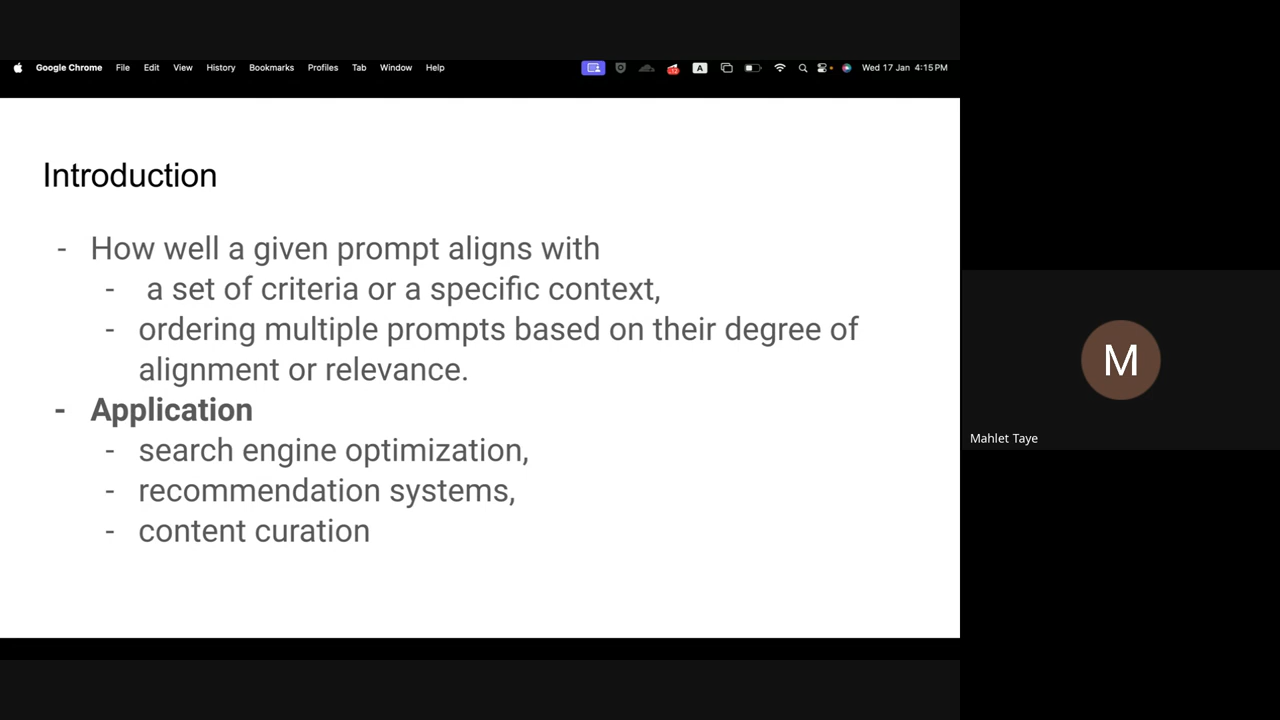 Google Chrome File Edit View History Bookmarks Profiles Tab Window Help A Wed 17 Jan 4:15 PM
Introduction
- How well a given prompt aligns with
- a set of criteria or a specific context,
- ordering multiple prompts based on their degree of
alignment or relevance.
- Application
- search engine optimization,
- recommendation systems,
- content curation
M
Mahlet Taye